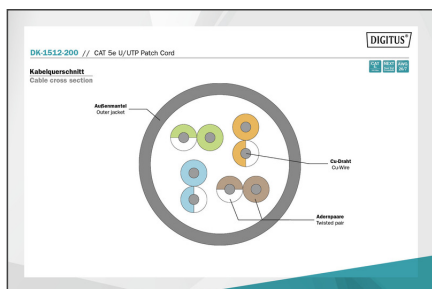 DIGITUS®
DK-1512-200 // CAT 5e U/UTP Patch Cord
Kabelquerschnitt
Cable cross section
Außenmantel
Outer jacket
Cu-Draht
Cu-Wire
Aderspaare
Twisted pair